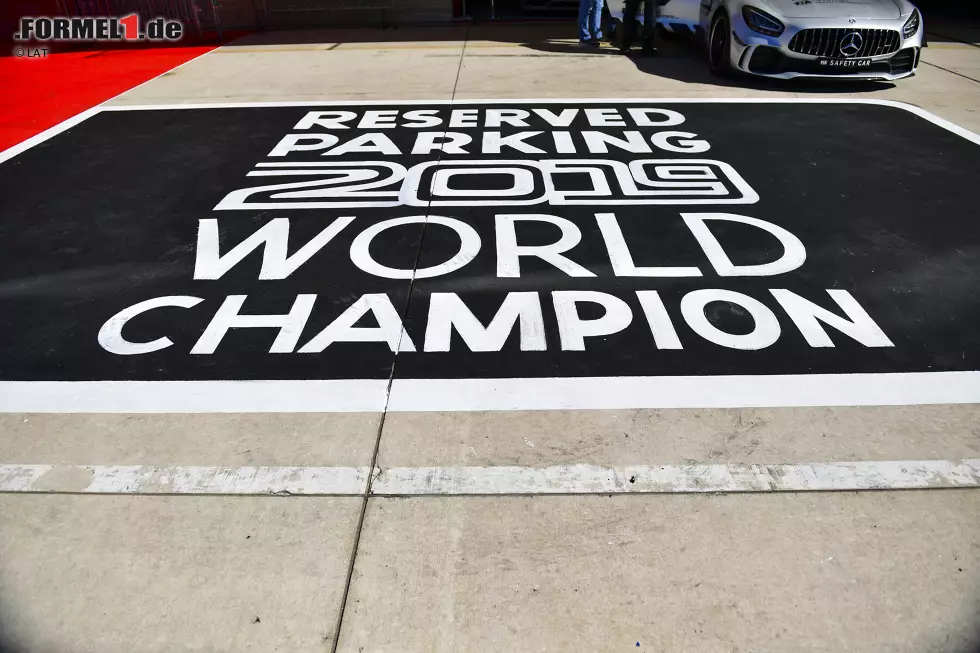 FORMEL1.de
© LAT
SAFETY CAR
RESERVED
PARKING
2019
WORLD
CHAMPION